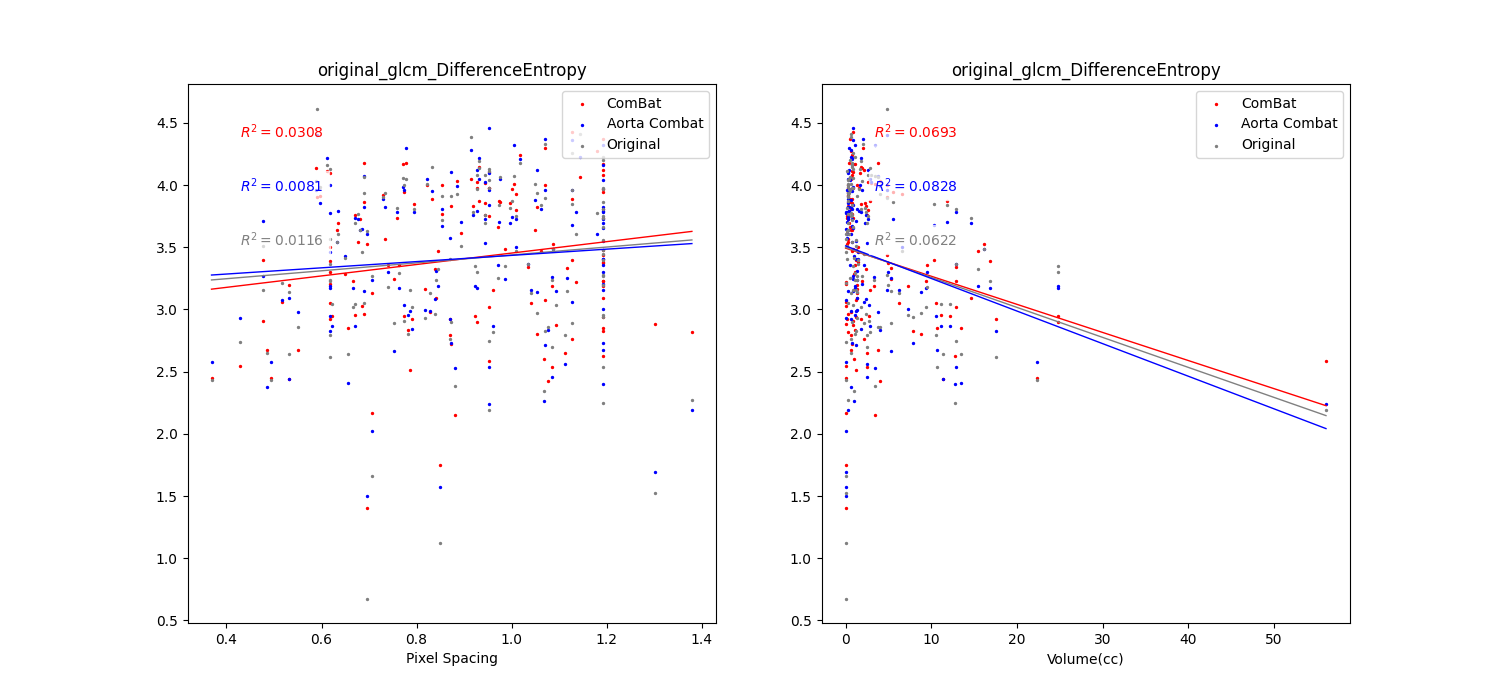 original_glcm_DifferenceEntropy
ComBat
Aorta Combat
Original
R² = 0.0308
R² = 0.0081
R² = 0.0116
4.5
4.0
3.5
3.0
2.5
2.0
1.5
1.0
0.5
0.4 0.6 0.8 1.0 1.2 1.4
Pixel Spacing
original_glcm_DifferenceEntropy
ComBat
Aorta Combat
Original
R² = 0.0693
R² = 0.0828
R² = 0.0622
4.5
4.0
3.5
3.0
2.5
2.0
1.5
1.0
0.5
0 10 20 30 40 50
Volume(cc)